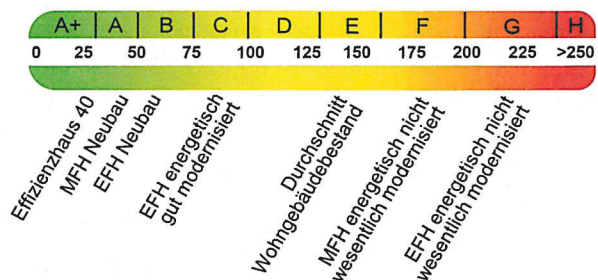 A+ A B C D E F G H
0 25 50 75 100 125 150 175 200 225 >250
Effizienzhaus 40
MFH Neubau
EFH Neubau
EFH energetisch
gut modernisiert
Durchschnitt
Wohngebäudebestand
MFH energetisch nicht
wesentlich modernisiert
EFH energetisch nicht
wesentlich modernisiert